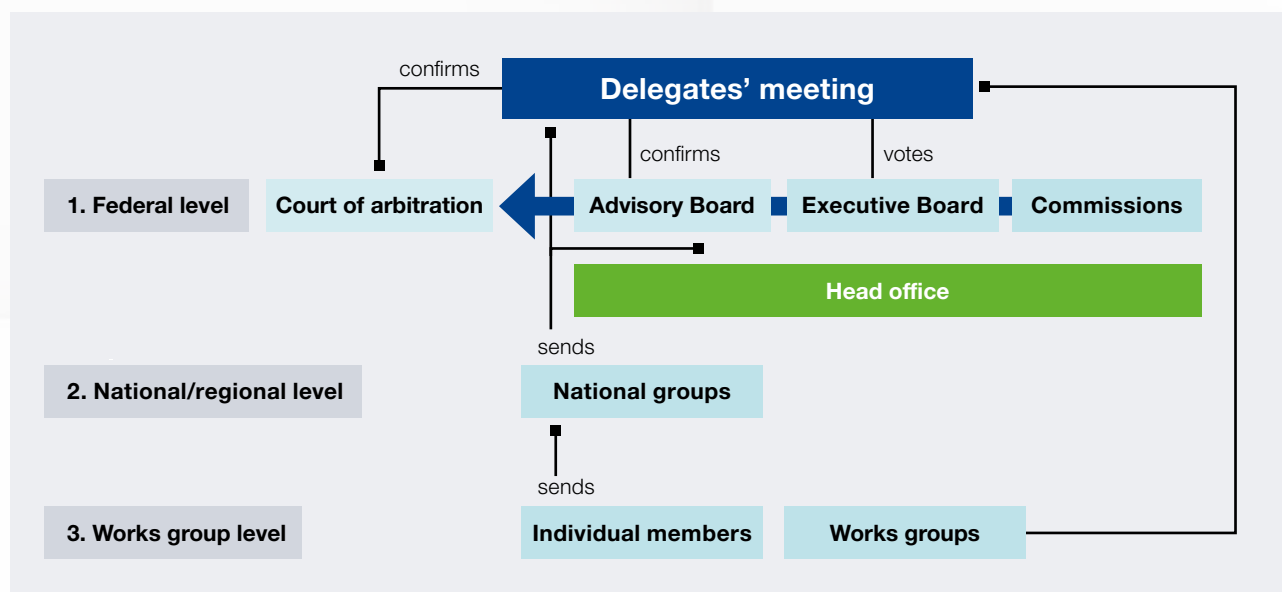 confirms
Delegates’ meeting
confirms
votes
1. Federal level
Court of arbitration
Advisory Board
Executive Board
Commissions
Head office
sends
2. National/regional level
National groups
sends
3. Works group level
Individual members
Works groups